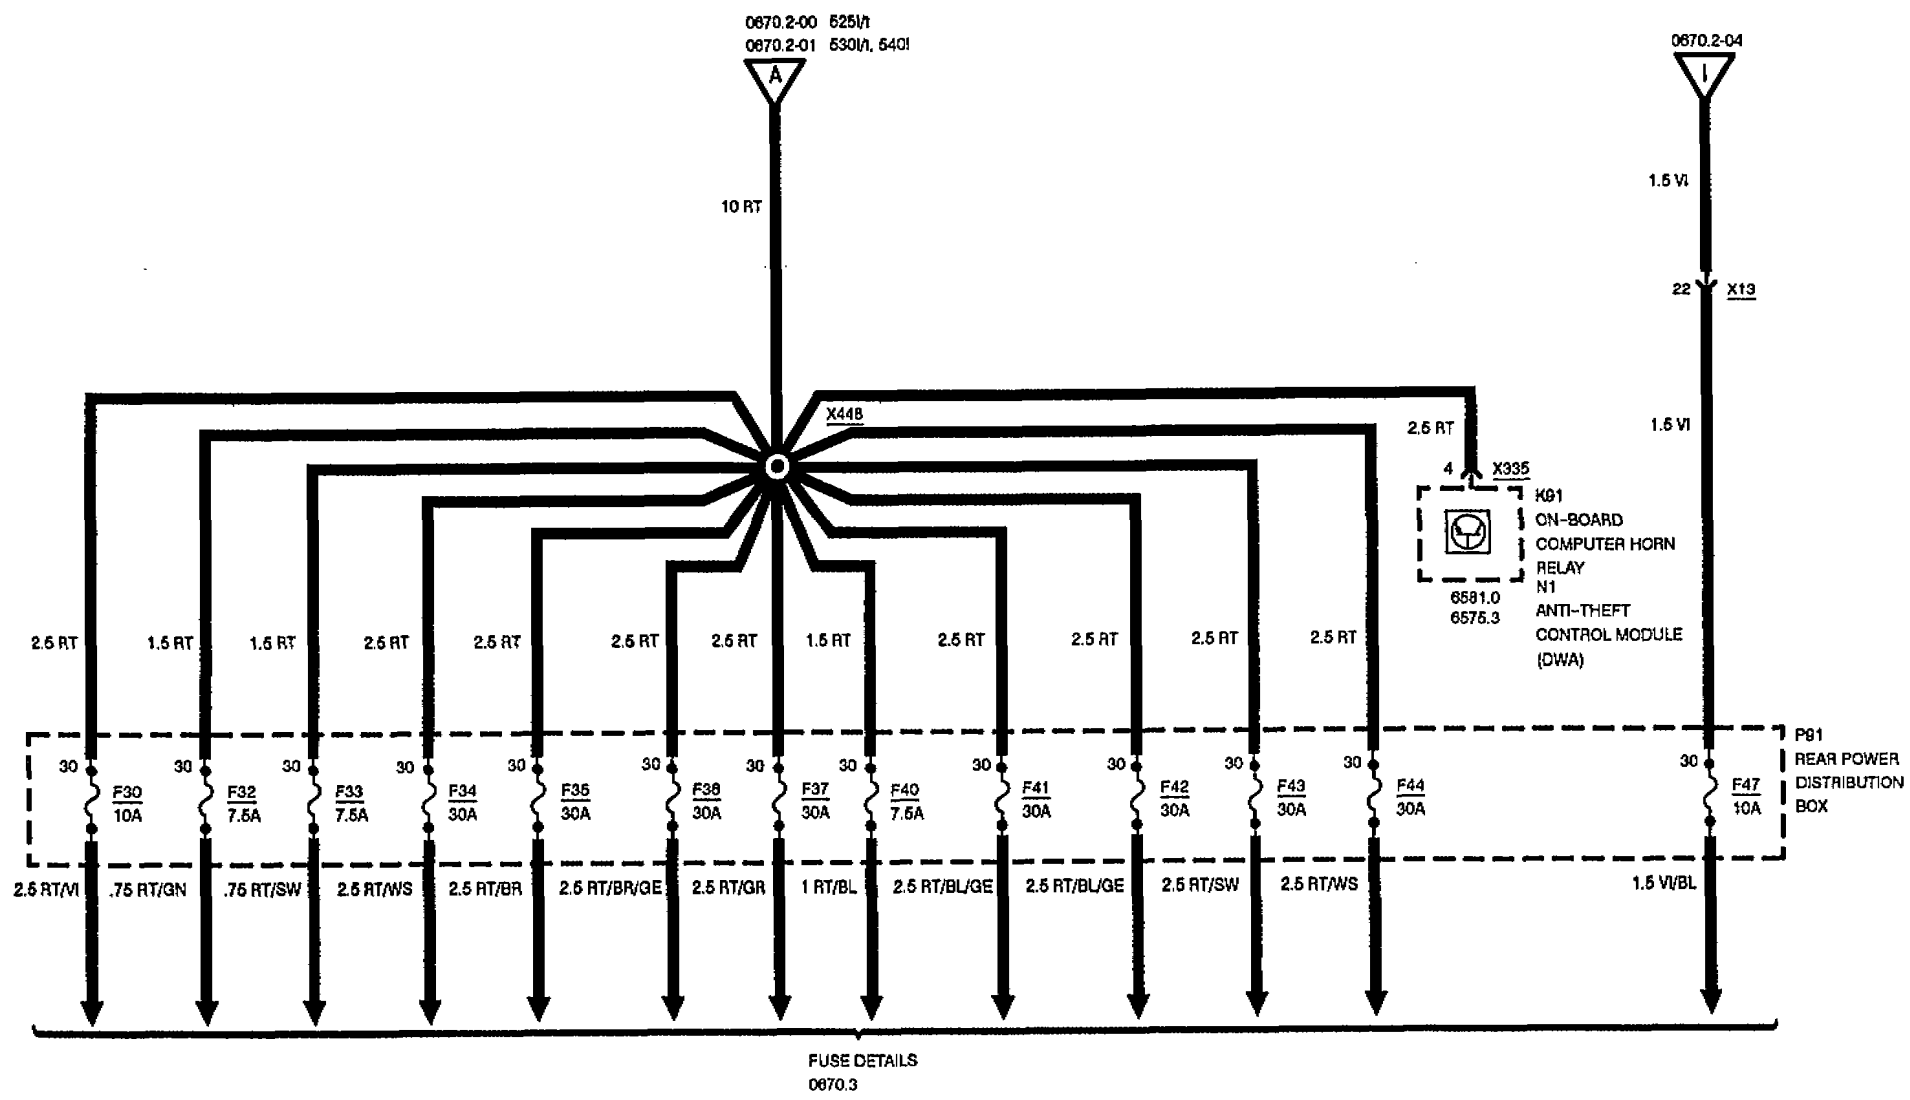 0670.2-00 525i/t
0670.2-01 530i/t, 540i
0670.2-04
A
I
1.5 VI
10 RT
22 X13
X448
2.5 RT
1.5 VI
4 X335
K91
ON-BOARD
COMPUTER HORN
RELAY
N1
ANTI-THEFT
CONTROL MODULE
(DWA)
6581.0
6575.3
2.5 RT 1.5 RT 1.5 RT 2.5 RT 2.5 RT 2.5 RT 2.5 RT 1.5 RT 2.5 RT 2.5 RT 2.5 RT 2.5 RT
P91
REAR POWER
DISTRIBUTION
BOX
30 30 30 30 30 30 30 30 30 30 30 30 30
F30 F32 F33 F34 F35 F36 F37 F40 F41 F42 F43 F44 F47
10A 7.5A 7.5A 30A 30A 30A 30A 7.5A 30A 30A 30A 30A 10A
2.5 RT/VI .75 RT/GN .75 RT/SW 2.5 RT/WS 2.5 RT/BR 2.5 RT/BR/GE 2.5 RT/GR 1 RT/BL 2.5 RT/BL/GE 2.5 RT/BL/GE 2.5 RT/SW 2.5 RT/WS 1.5 VI/BL
FUSE DETAILS
0670.3